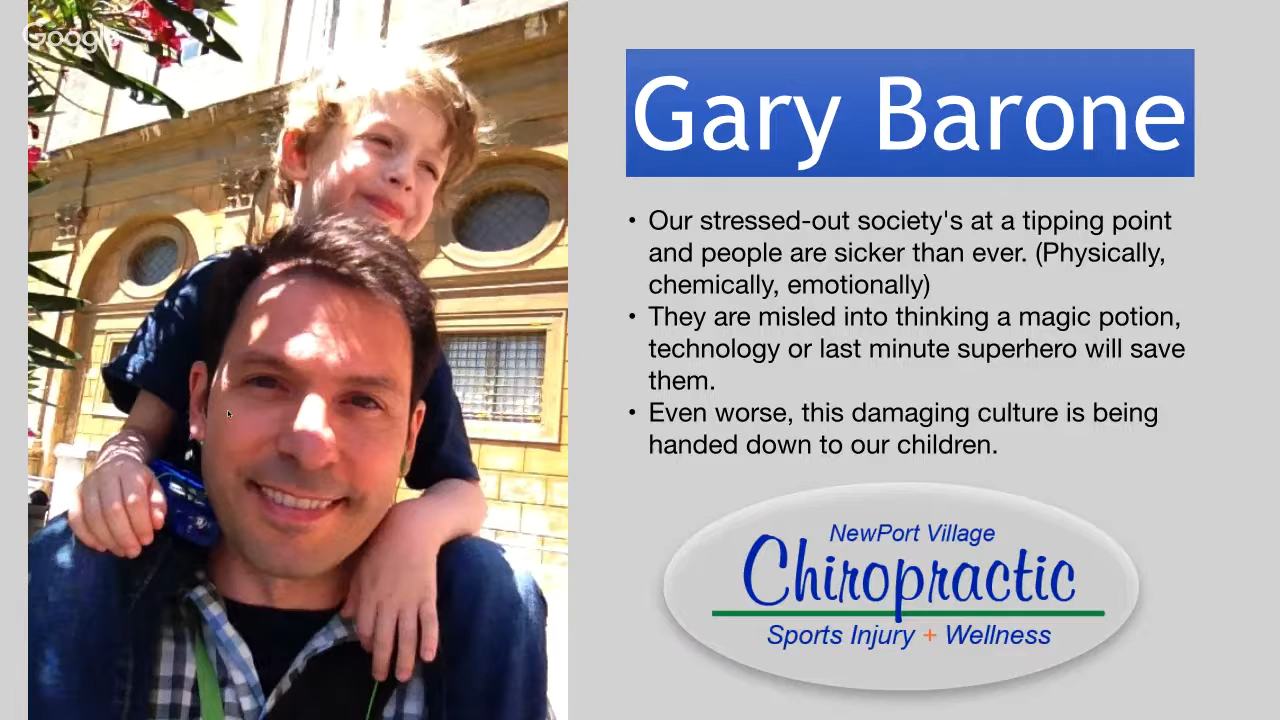 Google
Gary Barone
• Our stressed-out society's at a tipping point
and people are sicker than ever. (Physically,
chemically, emotionally)
• They are misled into thinking a magic potion,
technology or last minute superhero will save
them.
• Even worse, this damaging culture is being
handed down to our children.
NewPort Village
Chiropractic
Sports Injury + Wellness